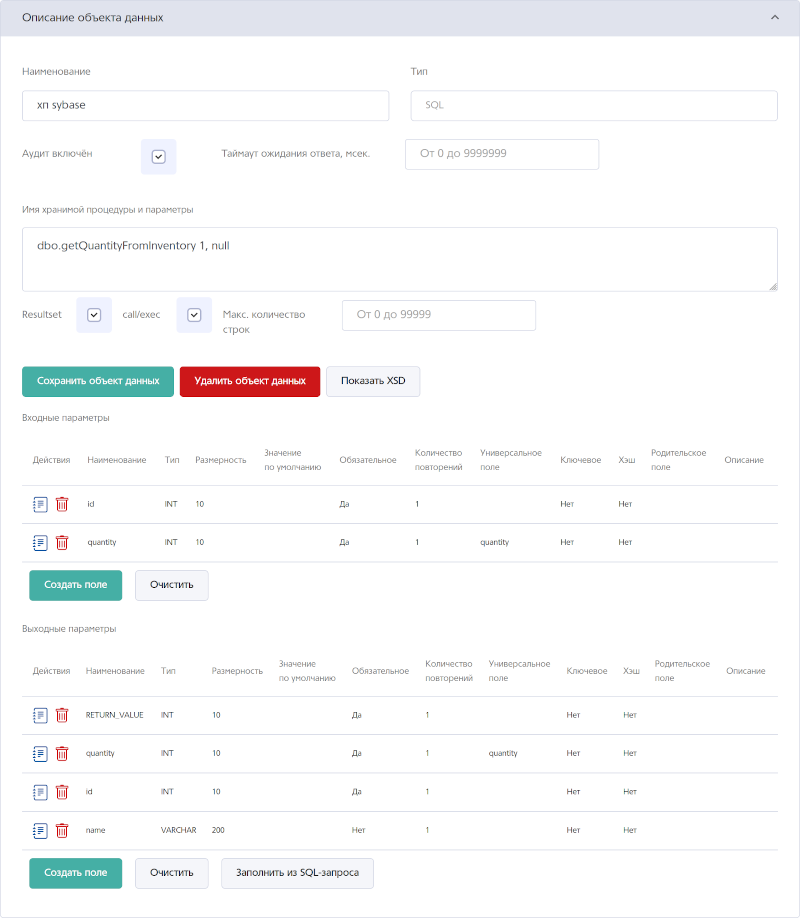 Описание объекта данных
Наименование Тип
хп sybase SQL
Аудит включён Таймаут ожидания ответа, мсек. От 0 до 9999999
Имя хранимой процедуры и параметры
dbo.getQuantityFromInventory 1, null
Resultset call/exec Макс. количество строк От 0 до 99999
Сохранить объект данных Удалить объект данных Показать XSD
Входные параметры
Действия Наименование Тип Размерность Значение по умолчанию Обязательное Количество повторений Универсальное поле Ключевое Хэш Родительское поле Описание
id INT 10 Да 1 Нет Нет
quantity INT 10 Да 1 quantity Нет Нет
Создать поле Очистить
Выходные параметры
Действия Наименование Тип Размерность Значение по умолчанию Обязательное Количество повторений Универсальное поле Ключевое Хэш Родительское поле Описание
RETURN_VALUE INT 10 Да 1 Нет Нет
quantity INT 10 Да 1 quantity Нет Нет
id INT 10 Да 1 Нет Нет
name VARCHAR 200 Нет 1 Нет Нет
Создать поле Очистить Заполнить из SQL-запроса